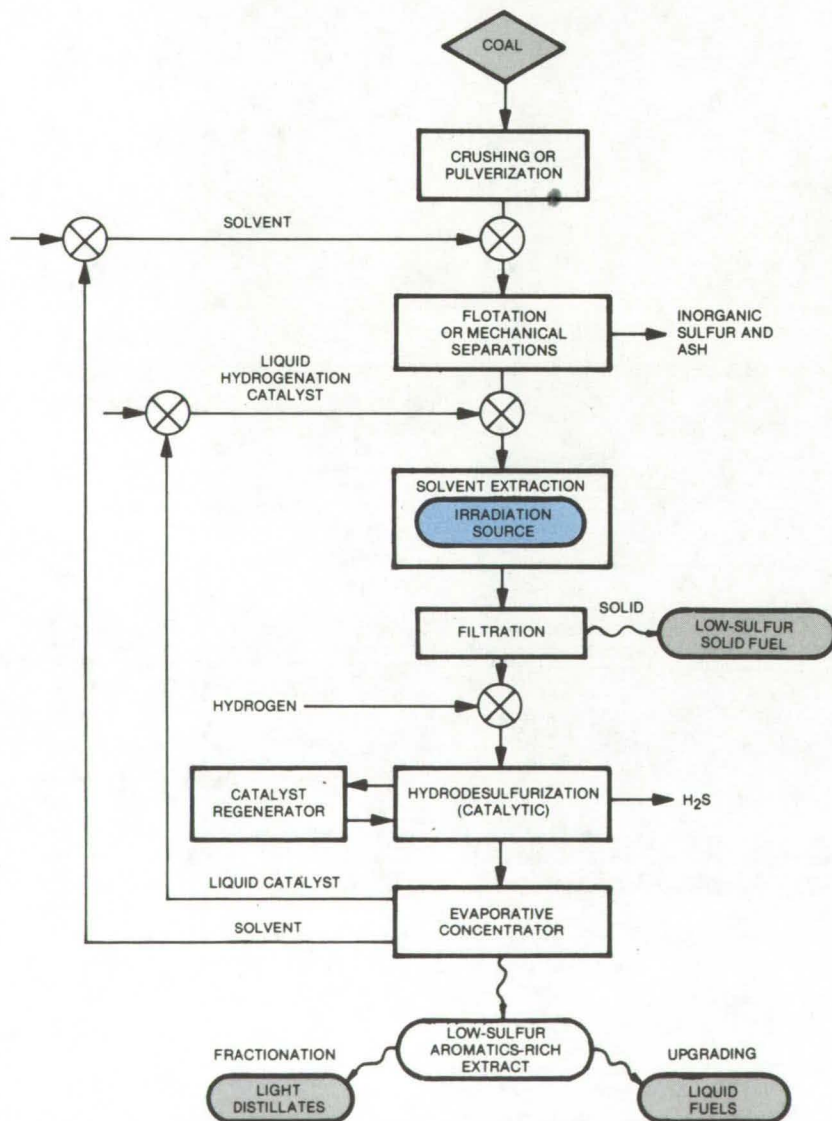 COAL
CRUSHING OR
PULVERIZATION
SOLVENT
FLOTATION
OR MECHANICAL
SEPARATIONS
INORGANIC
SULFUR AND
ASH
LIQUID
HYDROGENATION
CATALYST
SOLVENT EXTRACTION
IRRADIATION
SOURCE
FILTRATION
SOLID
LOW-SULFUR
SOLID FUEL
HYDROGEN
CATALYST
REGENERATOR
HYDRODESULFURIZATION
(CATALYTIC)
H₂S
LIQUID CATALYST
SOLVENT
EVAPORATIVE
CONCENTRATOR
LOW-SULFUR
AROMATICS-RICH
EXTRACT
FRACTIONATION
LIGHT
DISTILLATES
UPGRADING
LIQUID
FUELS